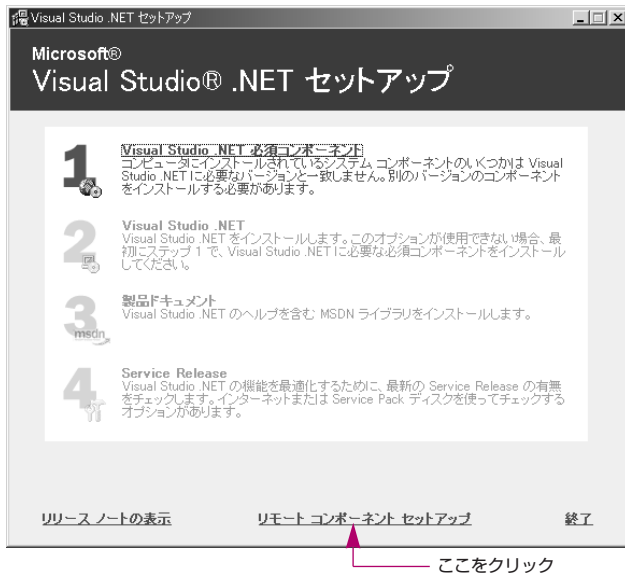 Visual Studio .NET セットアップ
Microsoft®
Visual Studio® .NET セットアップ
1
Visual Studio .NET 必須コンポーネント
コンピュータにインストールされているシステム コンポーネントのいくつかは Visual
Studio .NET に必要なバージョンと一致しません。別のバージョンのコンポーネント
をインストールする必要があります。
2
Visual Studio .NET
Visual Studio .NET をインストールします。このオプションが使用できない場合、最
初にステップ 1 で、Visual Studio .NET に必要な必須コンポーネントをインストール
してください。
3
msdn
製品ドキュメント
Visual Studio .NET のヘルプを含む MSDN ライブラリをインストールします。
4
Service Release
Visual Studio .NET の機能を最適化するために、最新の Service Release の有無
をチェックします。インターネットまたは Service Pack ディスクを使ってチェックする
オプションがあります。
リリース ノートの表示 リモート コンポーネント セットアップ 終了
ここをクリック